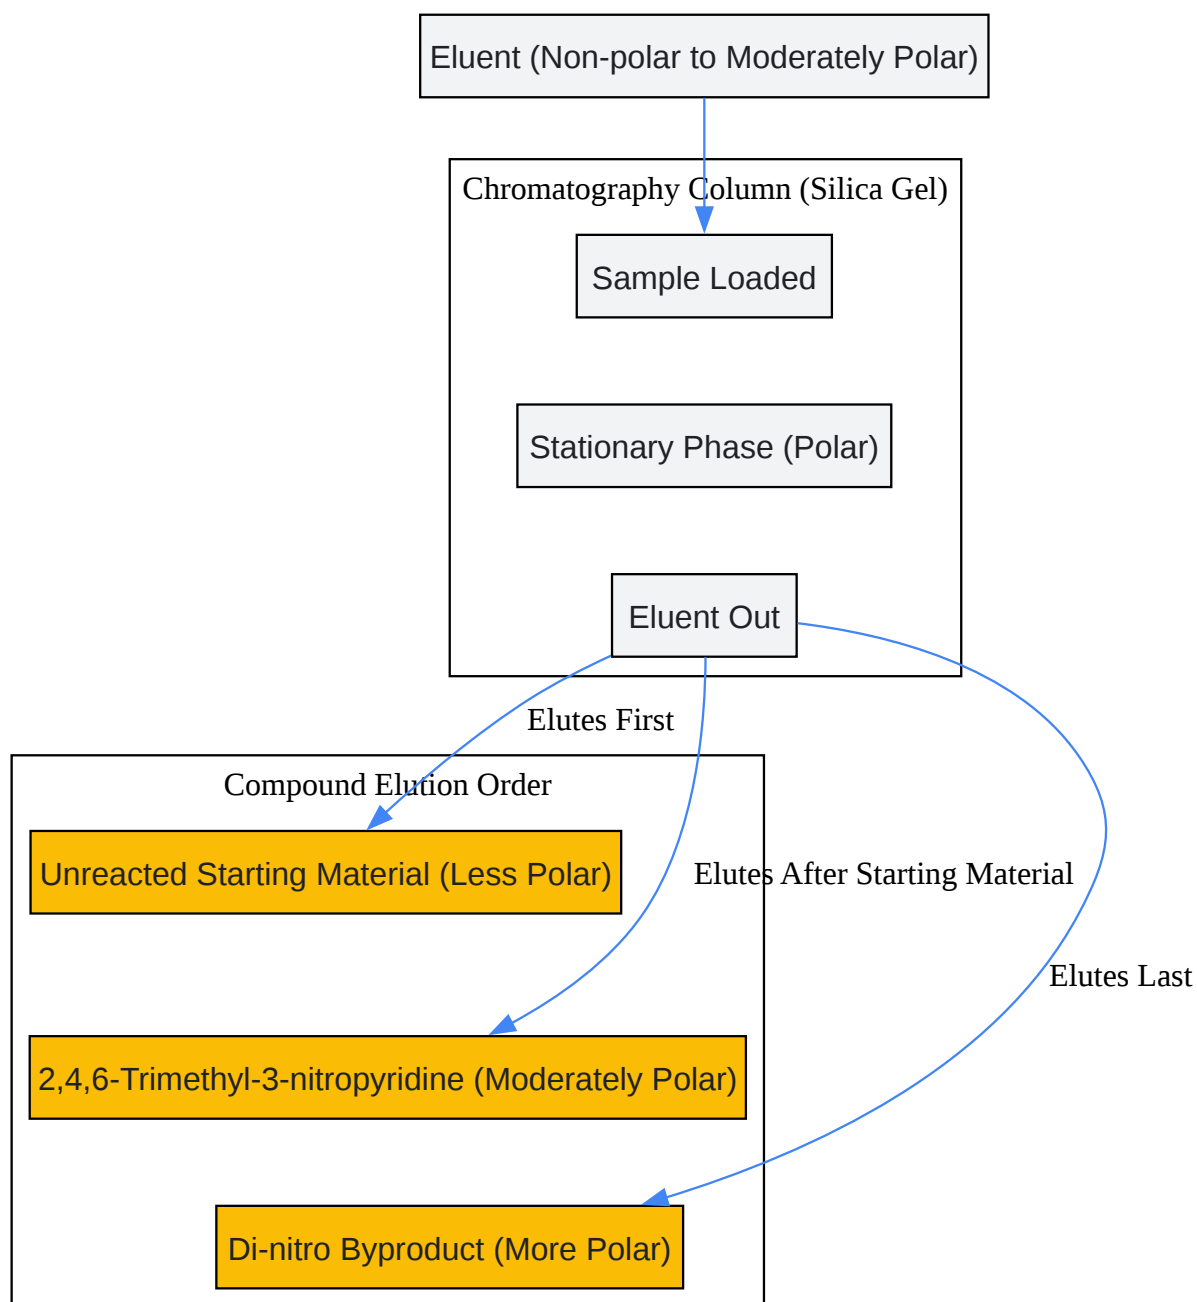 Eluent (Non-polar to Moderately Polar)
Chromatography Column (Silica Gel)
Sample Loaded
Stationary Phase (Polar)
Eluent Out
Elutes First
Compound Elution Order
Unreacted Starting Material (Less Polar)
Elutes After Starting Material
Elutes Last
2,4,6-Trimethyl-3-nitropyridine (Moderately Polar)
Di-nitro Byproduct (More Polar)